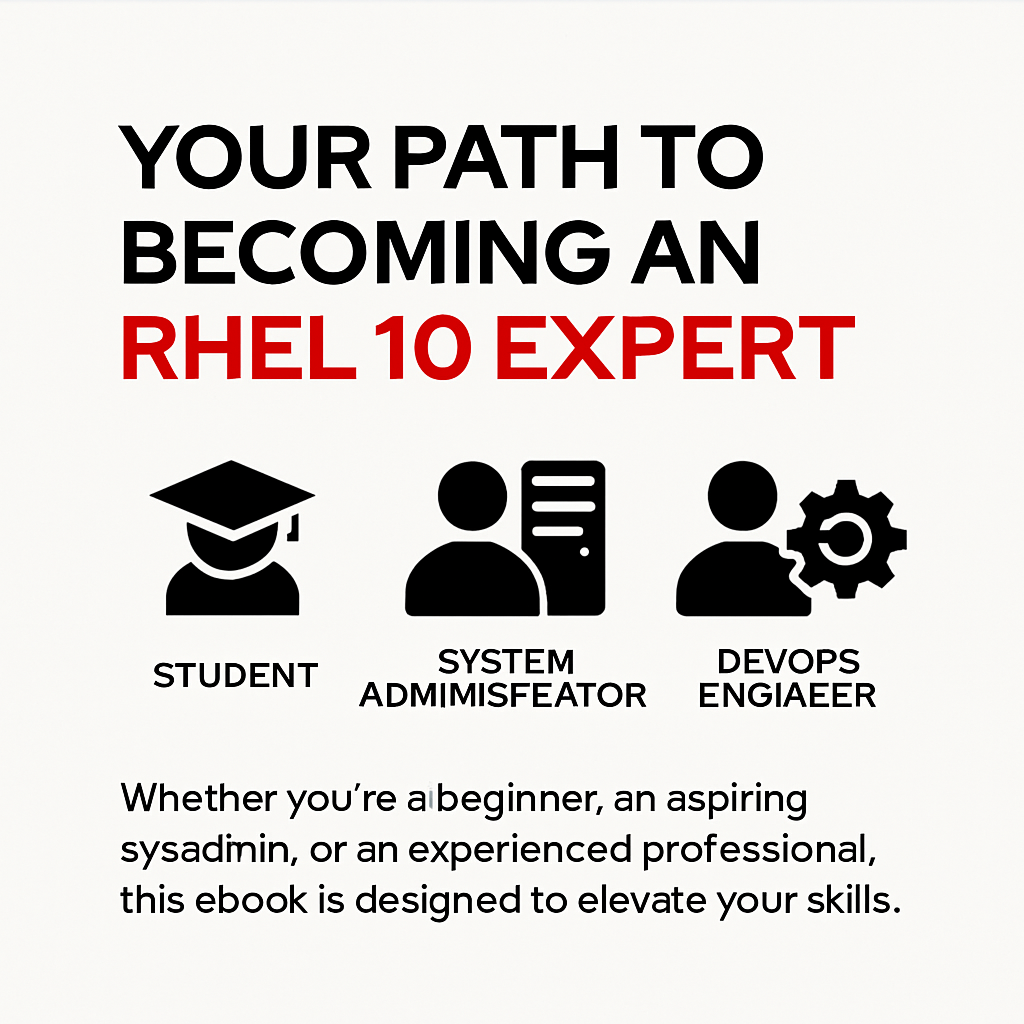 YOUR PATH TO
BECOMING AN
RHEL 10 EXPERT
STUDENT
SYSTEM
ADMIMISFEATOR
DEVOPS
ENGIAEER
Whether you're a beginner, an aspiring
sysadmin, or an experienced professional,
this ebook is designed to elevate your skills.